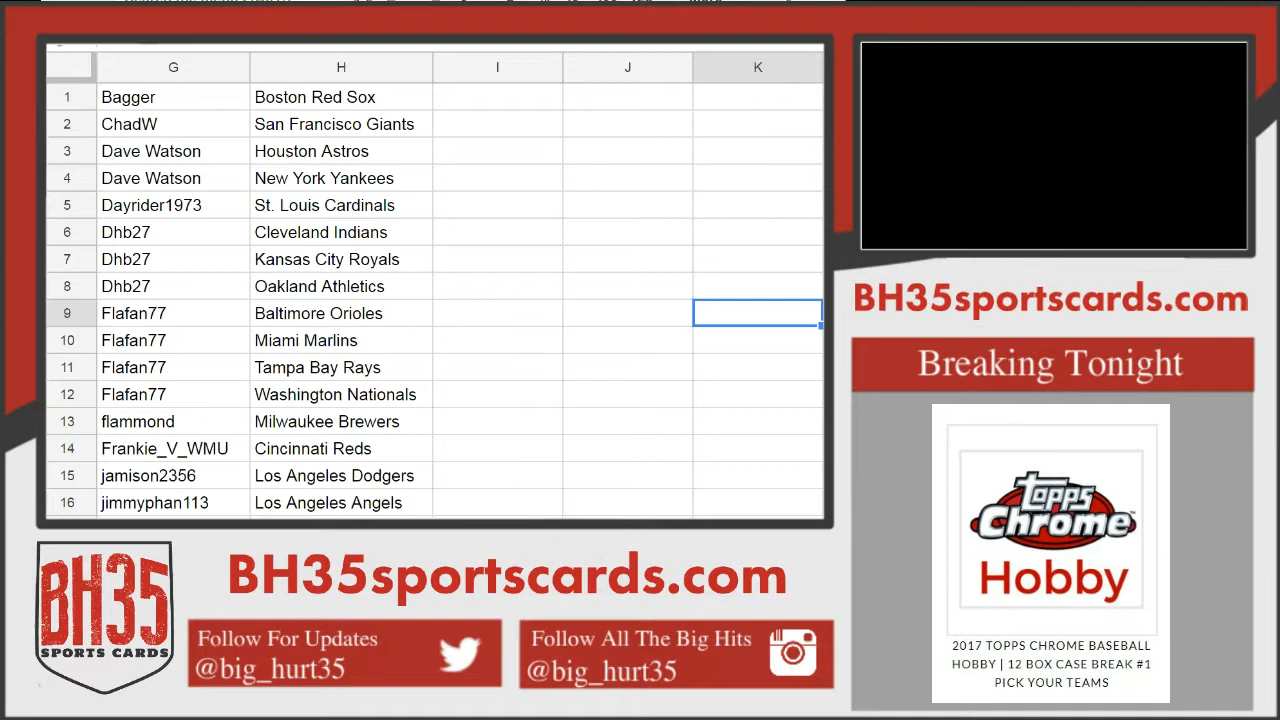 G H I J K
1 Bagger Boston Red Sox
2 ChadW San Francisco Giants
3 Dave Watson Houston Astros
4 Dave Watson New York Yankees
5 Dayrider1973 St. Louis Cardinals
6 Dhb27 Cleveland Indians
7 Dhb27 Kansas City Royals
8 Dhb27 Oakland Athletics
9 Flafan77 Baltimore Orioles
10 Flafan77 Miami Marlins
11 Flafan77 Tampa Bay Rays
12 Flafan77 Washington Nationals
13 flammond Milwaukee Brewers
14 Frankie_V_WMU Cincinnati Reds
15 jamison2356 Los Angeles Dodgers
16 jimmyphan113 Los Angeles Angels
BH35sportscards.com
Breaking Tonight
Topps
Chrome™
Hobby
2017 TOPPS CHROME BASEBALL
HOBBY | 12 BOX CASE BREAK #1
PICK YOUR TEAMS
BH35
SPORTS CARDS
BH35sportscards.com
Follow For Updates
@big_hurt35
Follow All The Big Hits
@big_hurt35